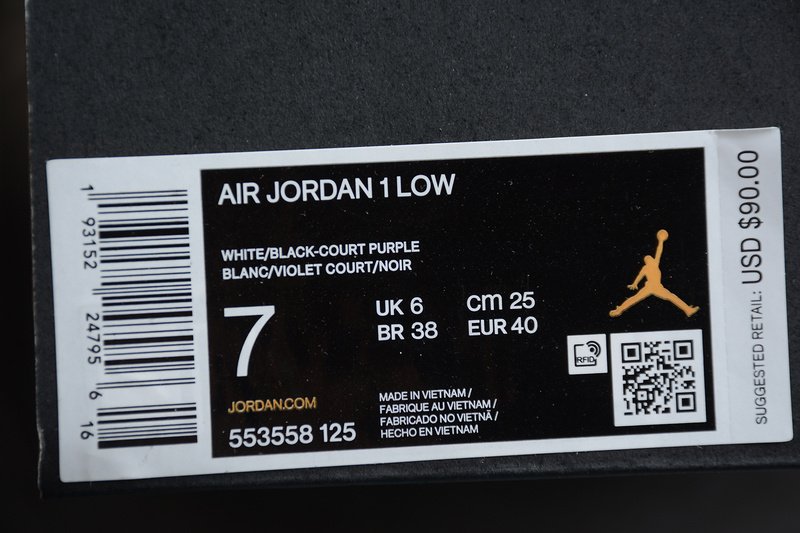 AIR JORDAN 1 LOW
WHITE/BLACK-COURT PURPLE
BLANC/VIOLET COURT/NOIR
7
UK 6
cm 25
BR 38
EUR 40
JORDAN.COM
553558 125
MADE IN VIETNAM /
FABRIQUE AU VIETNAM /
FABRICADO NO VIETNÃ /
HECHO EN VIETNAM
RFID
SUGGESTED RETAIL: USD $90.00
1 93152 24795 6 16